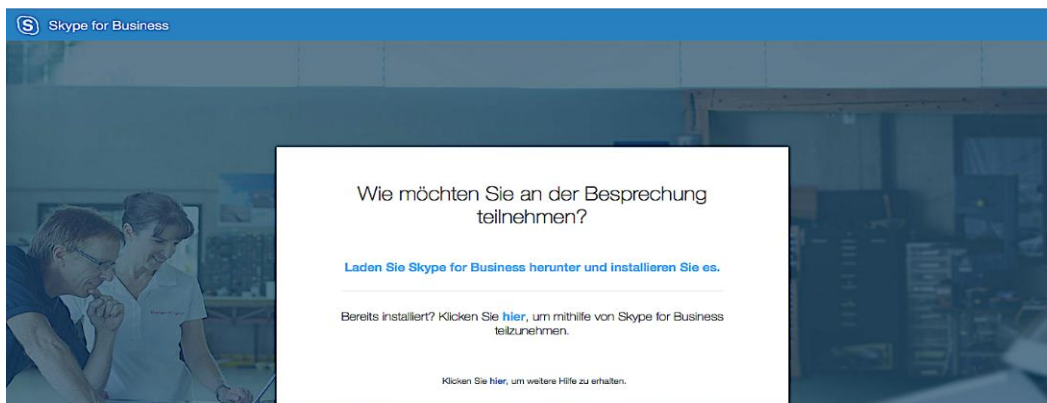 Skype for Business
Wie möchten Sie an der Besprechung
teilnehmen?
Laden Sie Skype for Business herunter und installieren Sie es.
Bereits installiert? Klicken Sie hier, um mithilfe von Skype for Business
teilzunehmen.
Klicken Sie hier, um weitere Hilfe zu erhalten.